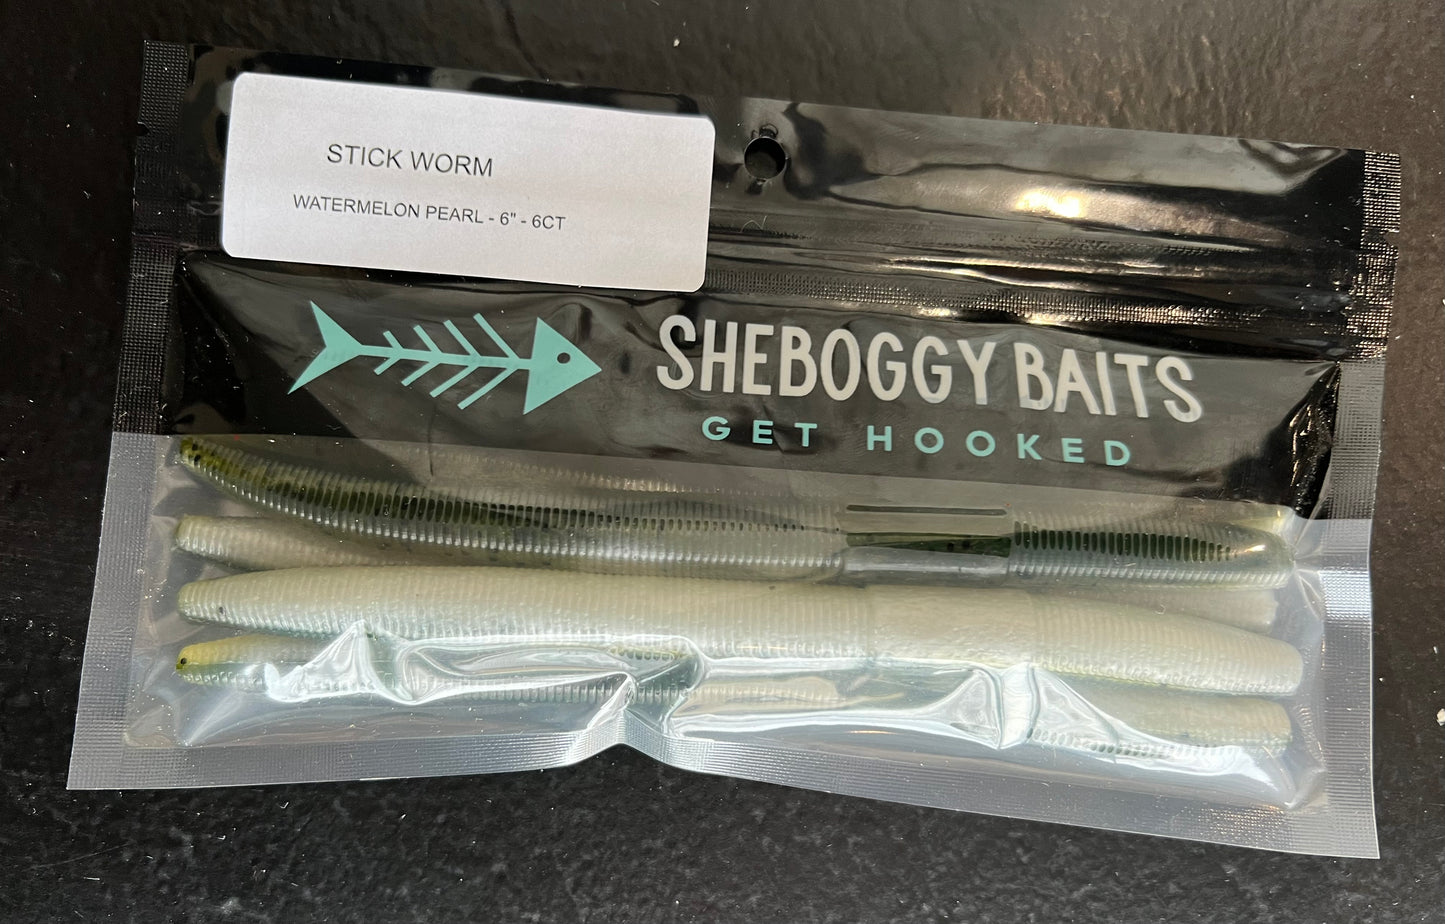 STICK WORM
WATERMELON PEARL - 6" - 6CT
SHEBOGGY BAITS
GET HOOKED